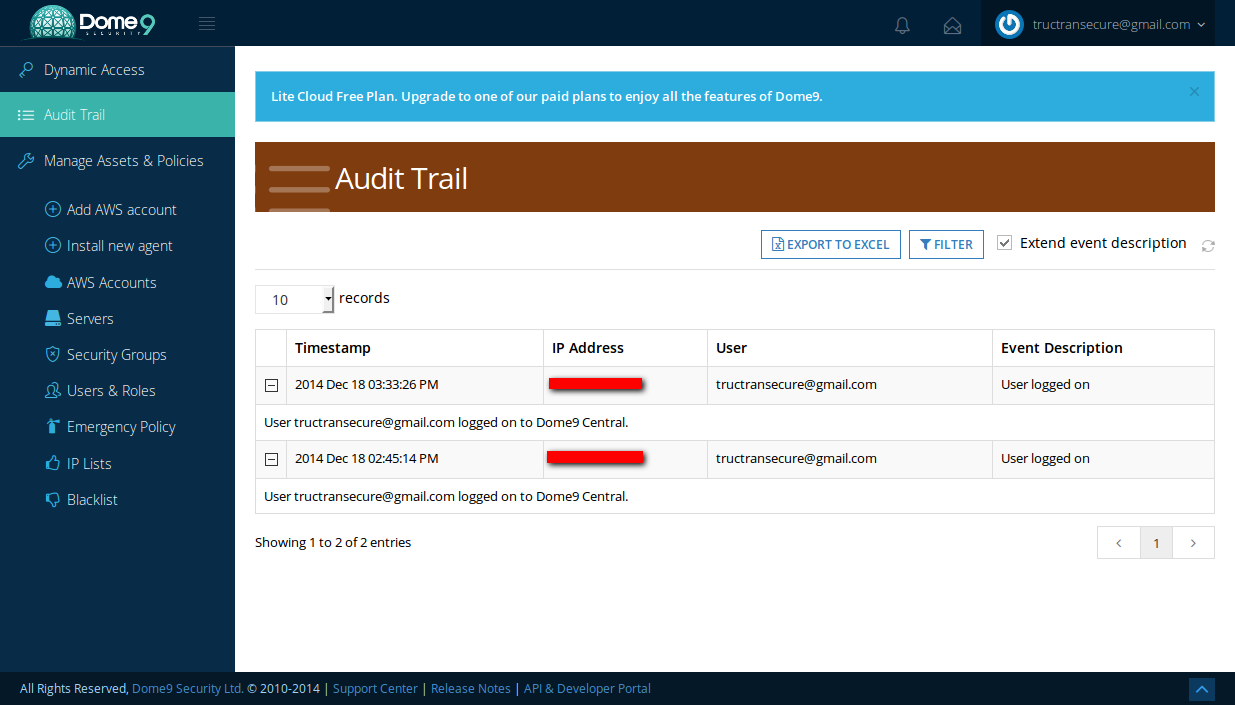 Dome9
SECURITY
tructransecure@gmail.com
Dynamic Access
Audit Trail
Manage Assets & Policies
Add AWS account
Install new agent
AWS Accounts
Servers
Security Groups
Users & Roles
Emergency Policy
IP Lists
Blacklist
Lite Cloud Free Plan. Upgrade to one of our paid plans to enjoy all the features of Dome9.
Audit Trail
EXPORT TO EXCEL FILTER Extend event description
10 records
Timestamp IP Address User Event Description
2014 Dec 18 03:33:26 PM tructransecure@gmail.com User logged on
User tructransecure@gmail.com logged on to Dome9 Central.
2014 Dec 18 02:45:14 PM tructransecure@gmail.com User logged on
User tructransecure@gmail.com logged on to Dome9 Central.
Showing 1 to 2 of 2 entries
1
All Rights Reserved, Dome9 Security Ltd. © 2010-2014 | Support Center | Release Notes | API & Developer Portal